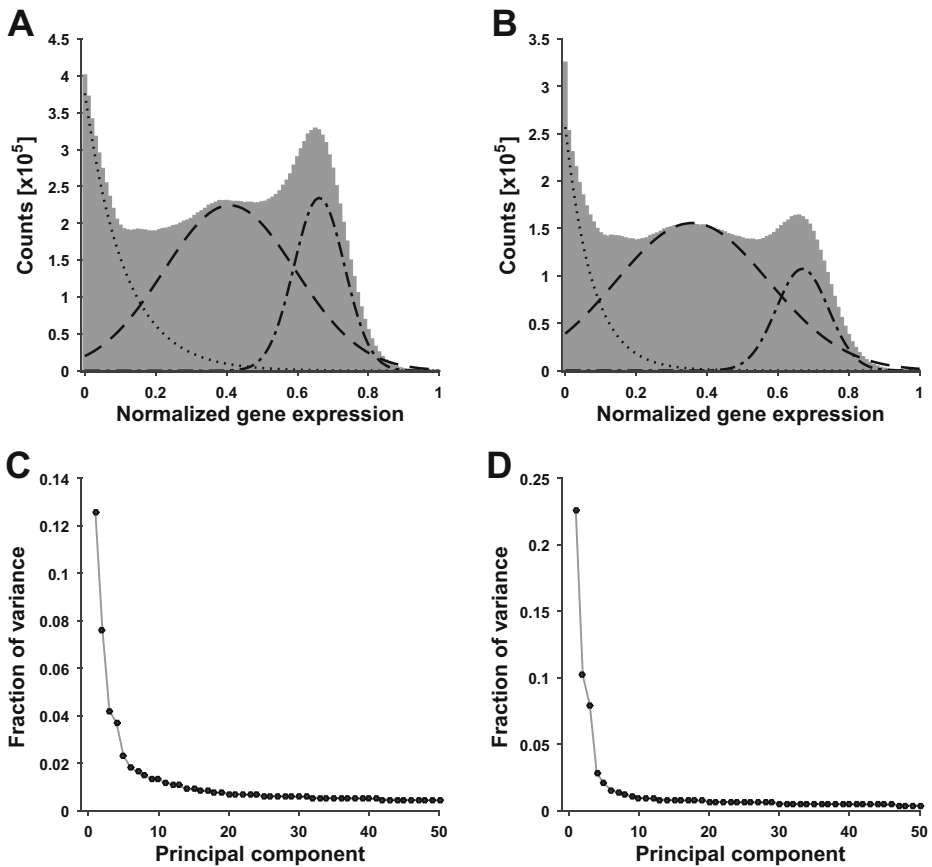 A
B
4.5
4
3.5
3
2.5
2
1.5
1
0.5
0
Counts [x10⁵]
0 0.2 0.4 0.6 0.8 1
Normalized gene expression
3.5
3
2.5
2
1.5
1
0.5
0
Counts [x10⁵]
0 0.2 0.4 0.6 0.8 1
Normalized gene expression
C
D
0.14
0.12
0.1
0.08
0.06
0.04
0.02
0
Fraction of variance
0 10 20 30 40 50
Principal component
0.25
0.2
0.15
0.1
0.05
0
Fraction of variance
0 10 20 30 40 50
Principal component